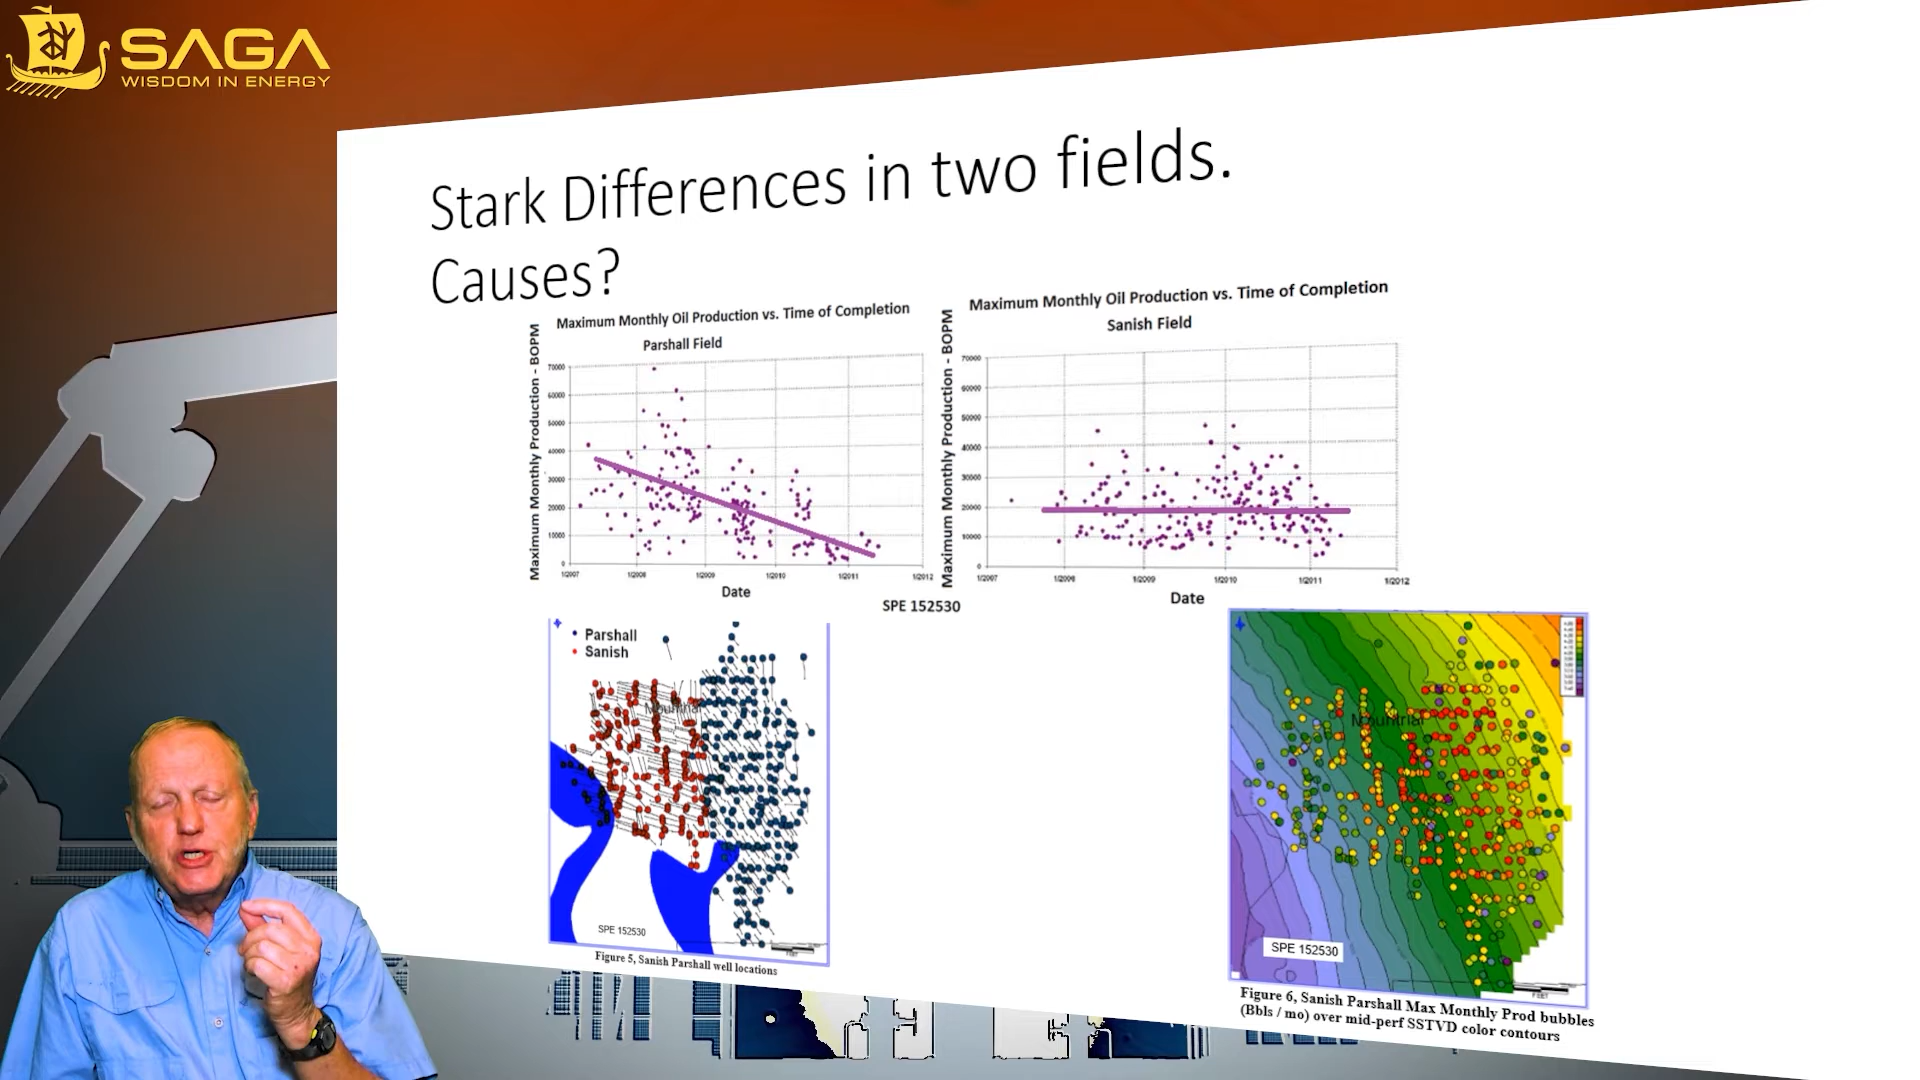 SAGA
WISDOM IN ENERGY
Stark Differences in two fields.
Causes?
Maximum Monthly Oil Production vs. Time of Completion
Parshall Field
Maximum Monthly Production - BOPM
70000
60000
50000
40000
30000
20000
10000
0
1/2007
1/2008
1/2009
1/2010
1/2011
1/2012
Date
Maximum Monthly Oil Production vs. Time of Completion
Sanish Field
Maximum Monthly Production - BOPM
70000
60000
50000
40000
30000
20000
10000
0
1/2007
1/2008
1/2009
1/2010
1/2011
1/2012
Date
SPE 152530
Parshall
Sanish
Mountrial
SPE 152530
Figure 5, Sanish Parshall well locations
Mountrial
SPE 152530
Figure 6, Sanish Parshall Max Monthly Prod bubbles
(Bbls / mo) over mid-perf SSTVD color contours